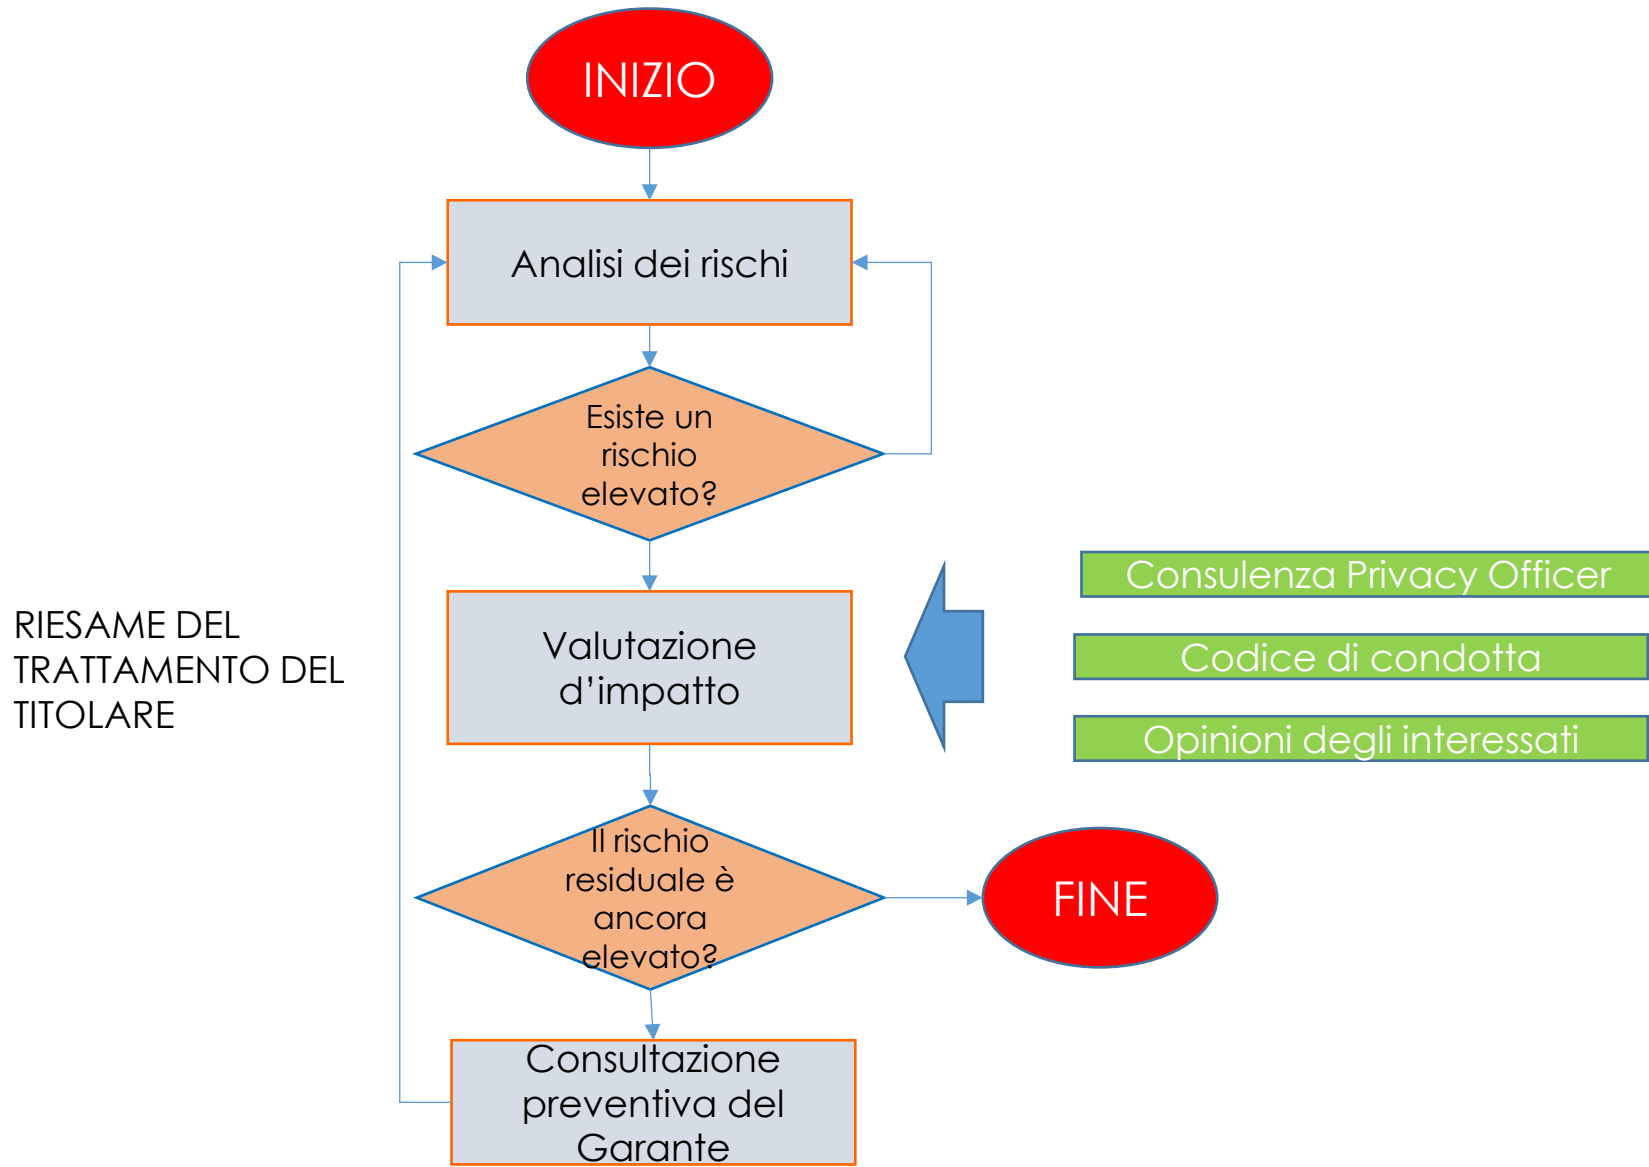 INIZIO
Analisi dei rischi
Esiste un
rischio
elevato?
RIESAME DEL
TRATTAMENTO DEL
TITOLARE
Valutazione
d’impatto
Consulenza Privacy Officer
Codice di condotta
Opinioni degli interessati
Il rischio
residuale è
ancora
elevato?
FINE
Consultazione
preventiva del
Garante